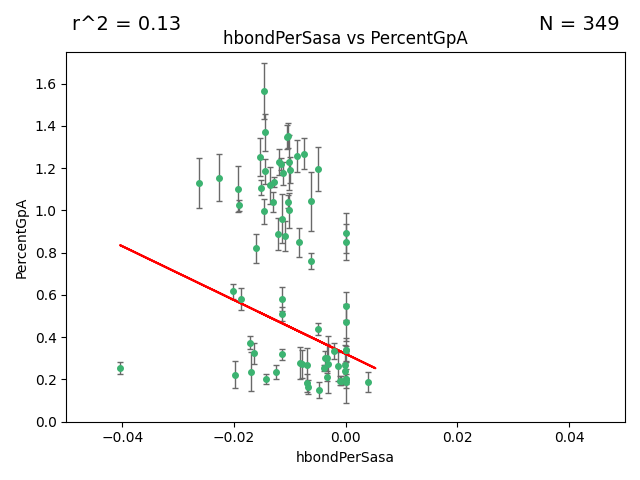 r^2 = 0.13
N = 349
hbondPerSasa vs PercentGpA
1.6
1.4
1.2
1.0
0.8
0.6
0.4
0.2
0.0
PercentGpA
−0.04
−0.02
0.00
0.02
0.04
hbondPerSasa